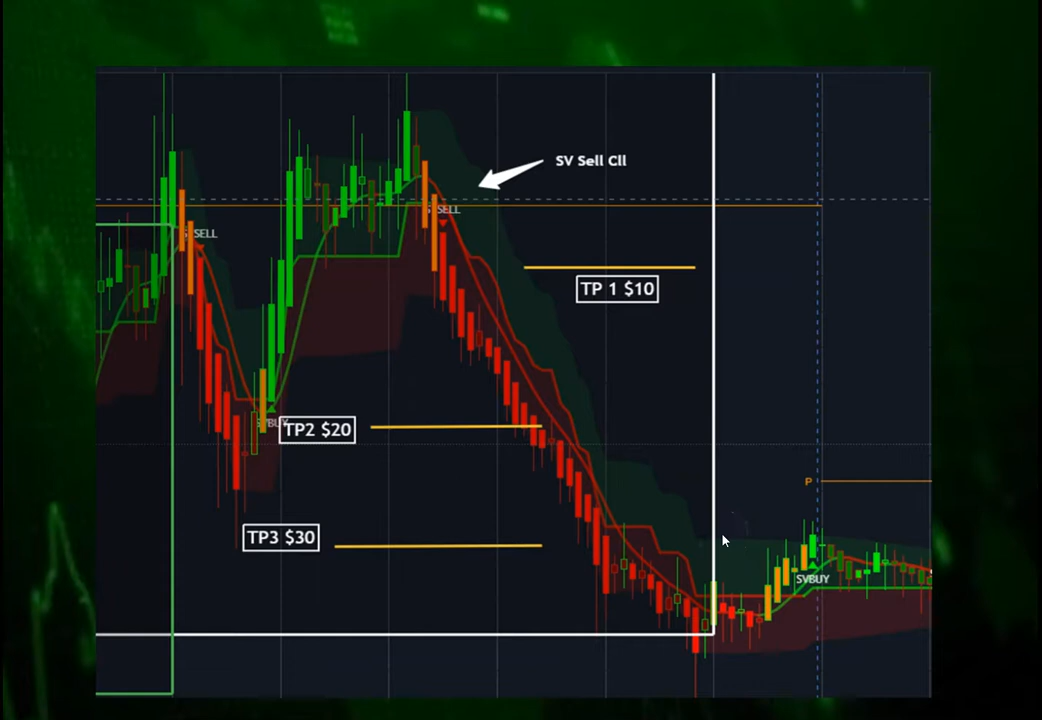 SV Sell Cll
SELL
SELL
TP 1 $10
TP2 $20
TP3 $30
P
SVBUY